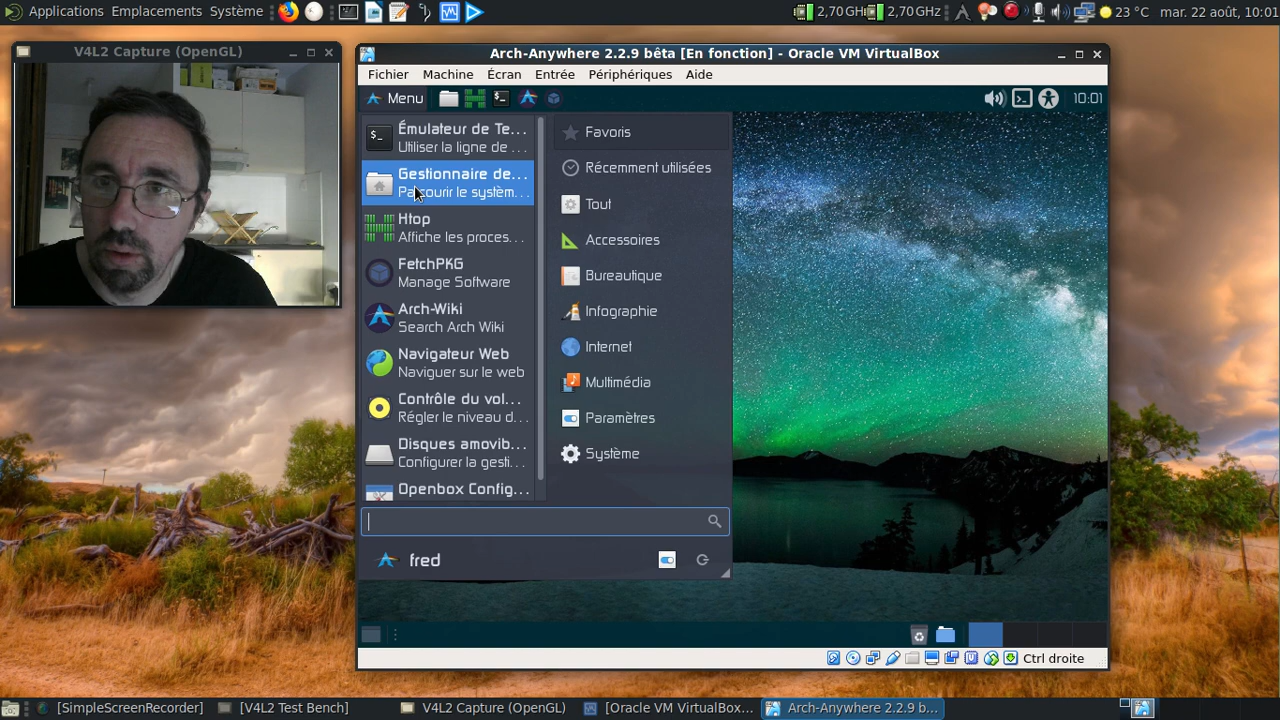 Applications Emplacements Système
2,70 GHz 2,70 GHz
23 °C mar. 22 août, 10:01
V4L2 Capture (OpenGL)
Arch-Anywhere 2.2.9 bêta [En fonction] - Oracle VM VirtualBox
Fichier Machine Écran Entrée Périphériques Aide
Menu
10:01
Émulateur de Te...
Utiliser la ligne de ...
Gestionnaire de...
Parcourir le systèm...
Htop
Affiche les proces...
FetchPKG
Manage Software
Arch-Wiki
Search Arch Wiki
Navigateur Web
Naviguer sur le web
Contrôle du vol...
Régler le niveau d...
Disques amovib...
Configurer la gesti...
Openbox Config...
Favoris
Récemment utilisées
Tout
Accessoires
Bureautique
Infographie
Internet
Multimédia
Paramètres
Système
fred
Ctrl droite
[SimpleScreenRecorder]
[V4L2 Test Bench]
V4L2 Capture (OpenGL)
[Oracle VM VirtualBox...
Arch-Anywhere 2.2.9 b...